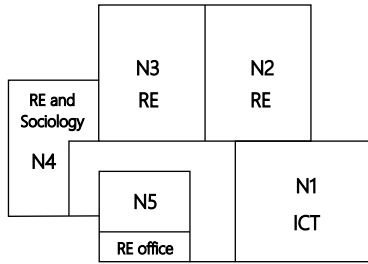 N3
RE
N2
RE
RE and
Sociology
N4
N5
RE office
N1
ICT